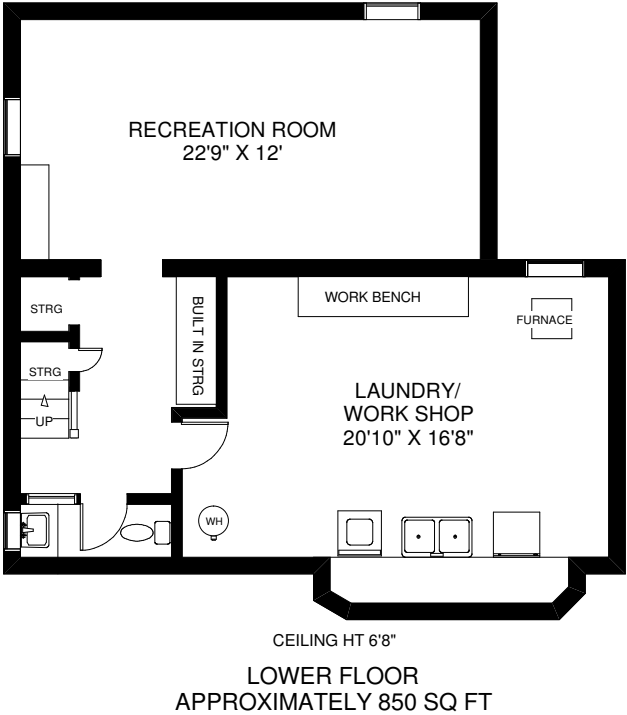 RECREATION ROOM
22'9" X 12'
STRG
BUILT IN STRG
WORK BENCH
FURNACE
STRG
UP
LAUNDRY/
WORK SHOP
20'10" X 16'8"
WH
CEILING HT 6'8"
LOWER FLOOR
APPROXIMATELY 850 SQ FT